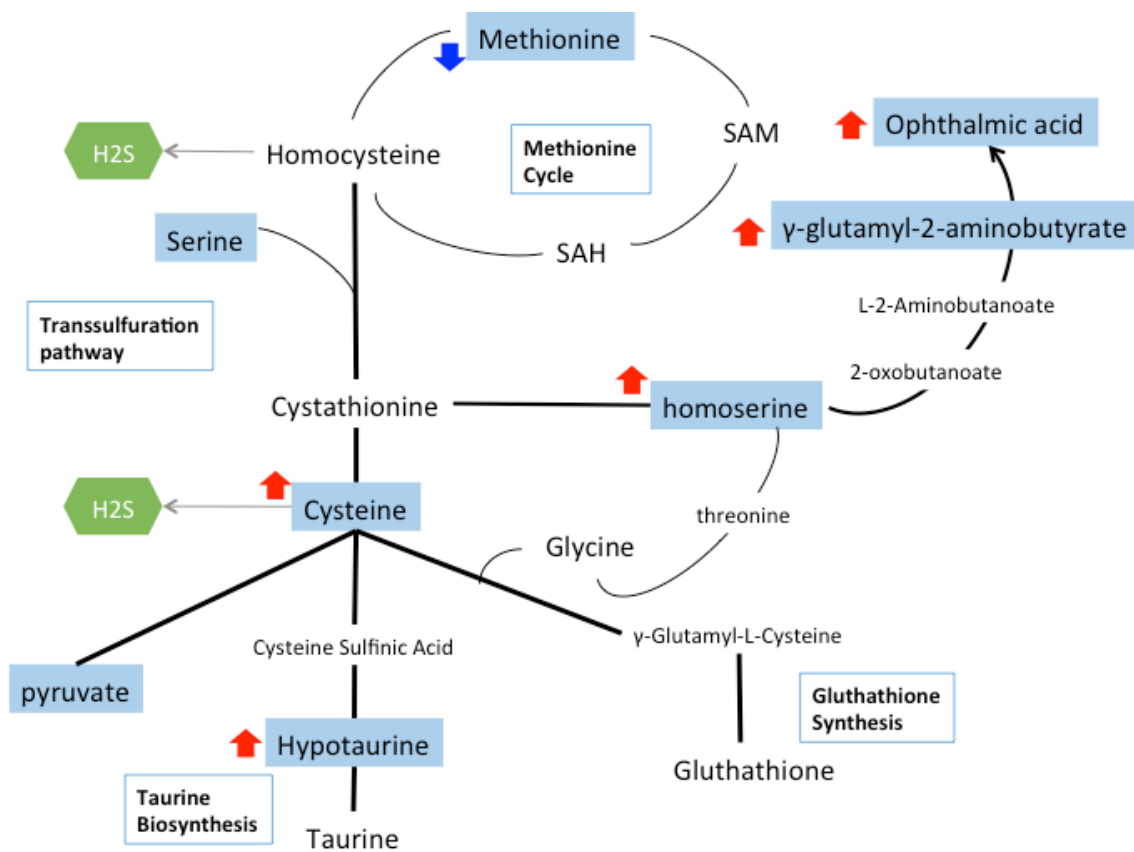 Methionine
SAM
Ophthalmic acid
H2S
Homocysteine
Methionine
Cycle
Serine
SAH
γ-glutamyl-2-aminobutyrate
L-2-Aminobutanoate
Transsulfuration
pathway
2-oxobutanoate
Cystathionine
homoserine
H2S
Cysteine
threonine
Glycine
Cysteine Sulfinic Acid
γ-Glutamyl-L-Cysteine
pyruvate
Gluthathione
Synthesis
Hypotaurine
Gluthathione
Taurine
Biosynthesis
Taurine